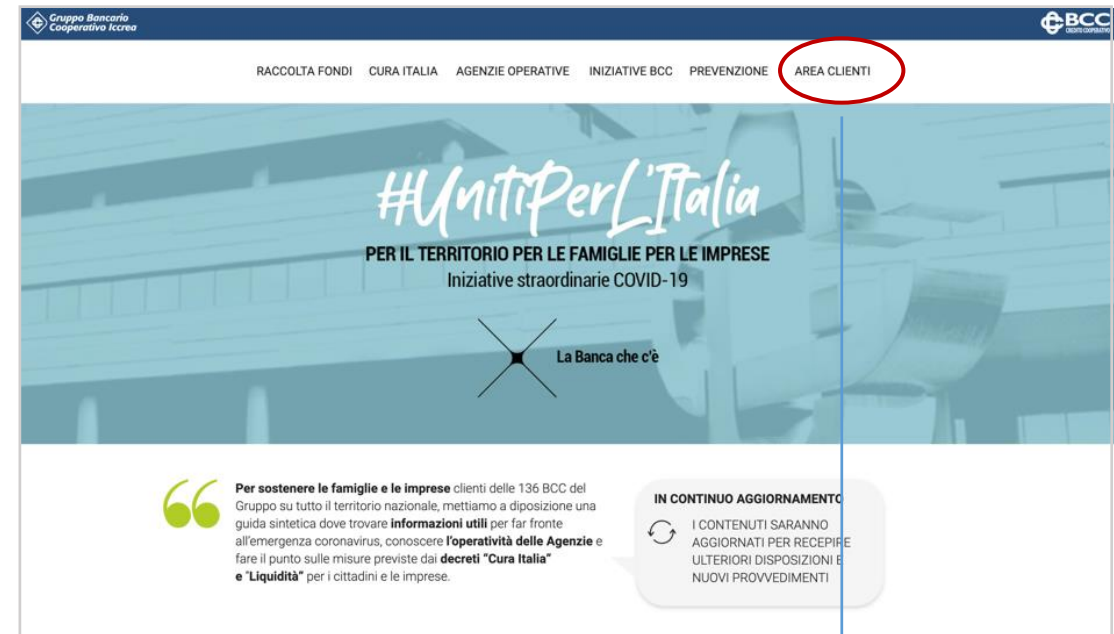 Gruppo Bancario
Cooperativo Iccrea
BCC
CREDITO COOPERATIVO
RACCOLTA FONDI CURA ITALIA AGENZIE OPERATIVE INIZIATIVE BCC PREVENZIONE AREA CLIENTI
#UnitiPerL'Italia
PER IL TERRITORIO PER LE FAMIGLIE PER LE IMPRESE
Iniziative straordinarie COVID-19
La Banca che c'è
Per sostenere le famiglie e le imprese clienti delle 136 BCC del
Gruppo su tutto il territorio nazionale, mettiamo a diposizione una
guida sintetica dove trovare informazioni utili per far fronte
all'emergenza coronavirus, conoscere l'operatività delle Agenzie e
fare il punto sulle misure previste dai decreti “Cura Italia”
e “Liquidità” per i cittadini e le imprese.
IN CONTINUO AGGIORNAMENTO
I CONTENUTI SARANNO
AGGIORNATI PER RECEPIRE
ULTERIORI DISPOSIZIONI E
NUOVI PROVVEDIMENTI